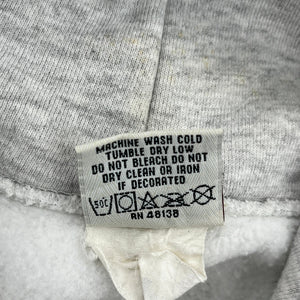 MACHINE WASH COLD
TUMBLE DRY LOW
DO NOT BLEACH DO NOT
DRY CLEAN OR IRON
IF DECORATED
50°C
RN 48138